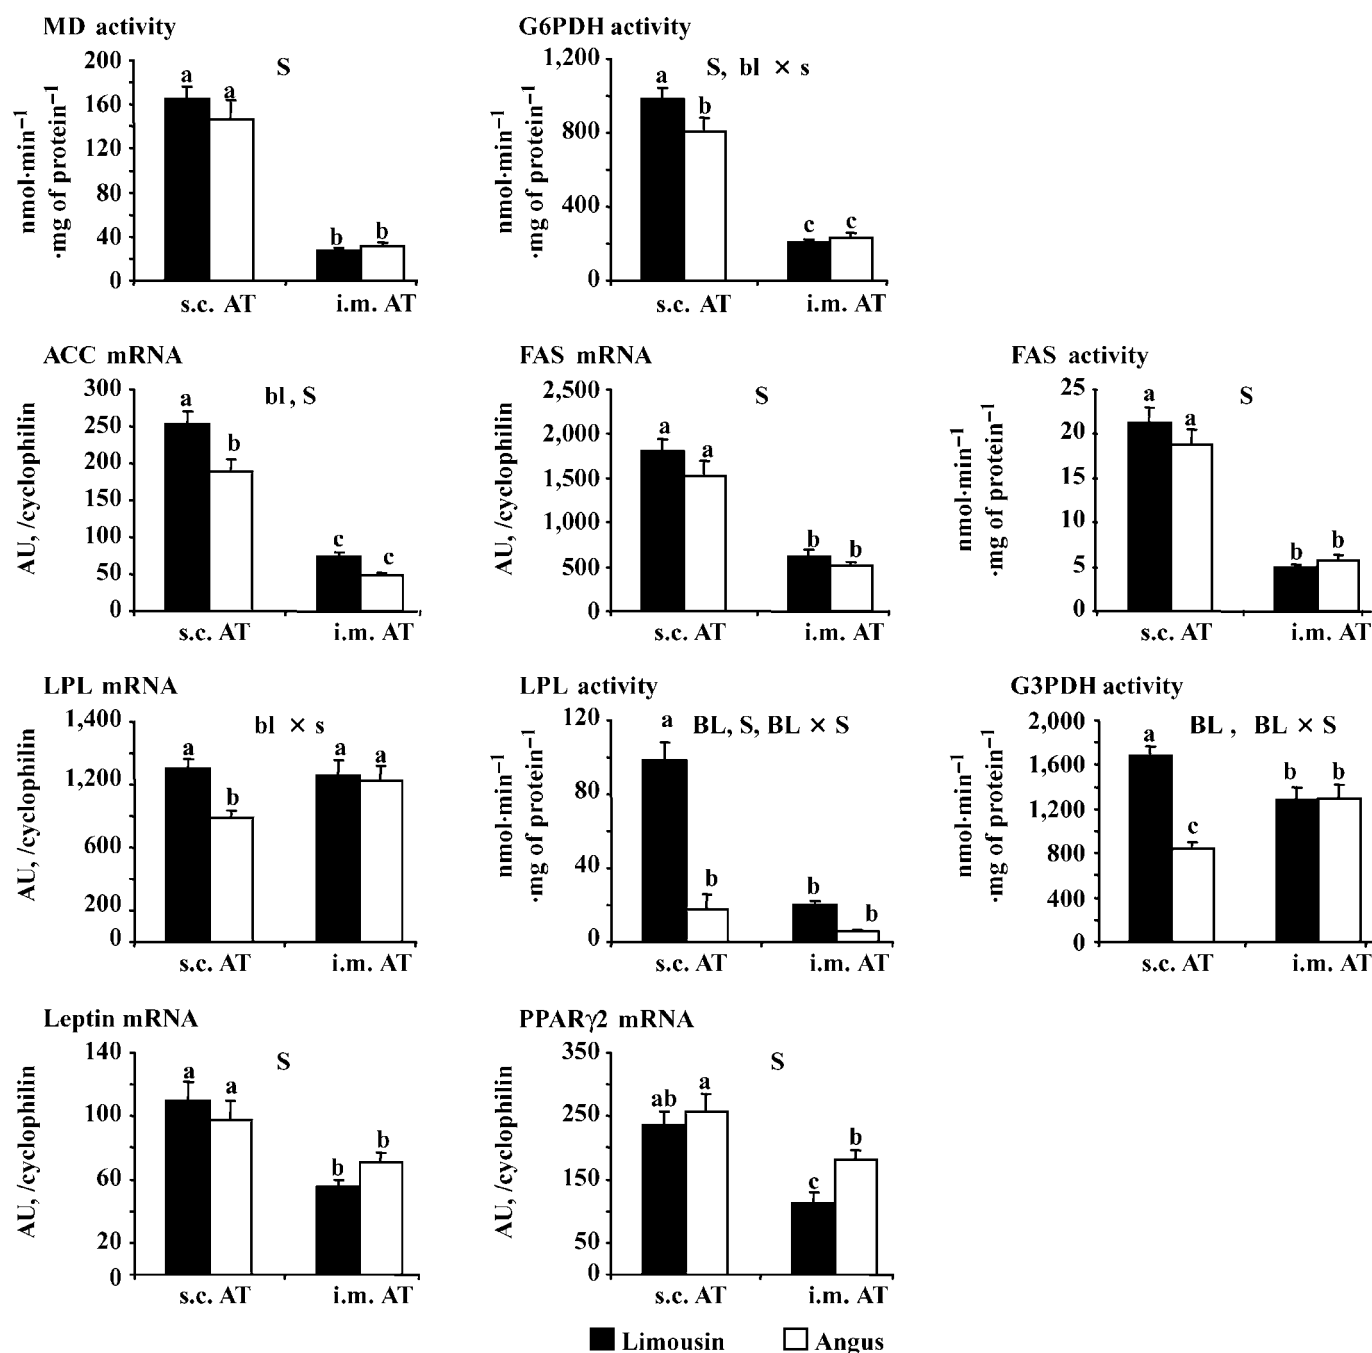 MD activity
G6PDH activity
nmol·min⁻¹
·mg of protein⁻¹
200
160
120
80
40
0
S
a
a
b
b
s.c. AT
i.m. AT
nmol·min⁻¹
·mg of protein⁻¹
1,200
800
400
0
S, bl × s
a
b
c
c
s.c. AT
i.m. AT
ACC mRNA
FAS mRNA
FAS activity
AU, /cyclophilin
300
250
200
150
100
50
0
bl, S
a
b
c
c
s.c. AT
i.m. AT
AU, /cyclophilin
2,500
2,000
1,500
1,000
500
0
S
a
a
b
b
s.c. AT
i.m. AT
nmol·min⁻¹
·mg of protein⁻¹
25
20
15
10
5
0
S
a
a
b
b
s.c. AT
i.m. AT
LPL mRNA
LPL activity
G3PDH activity
AU, /cyclophilin
1,400
1,200
600
200
0
bl × s
a
b
a
a
s.c. AT
i.m. AT
nmol·min⁻¹
·mg of protein⁻¹
120
80
40
0
BL, S, BL × S
a
b
b
b
s.c. AT
i.m. AT
nmol·min⁻¹
·mg of protein⁻¹
2,000
1,600
1,200
800
400
0
BL , BL × S
a
c
b
b
s.c. AT
i.m. AT
Leptin mRNA
PPARγ2 mRNA
AU, /cyclophilin
140
100
60
20
0
S
a
a
b
b
s.c. AT
i.m. AT
AU, /cyclophilin
350
250
150
50
0
S
ab
a
c
b
s.c. AT
i.m. AT
Limousin
Angus